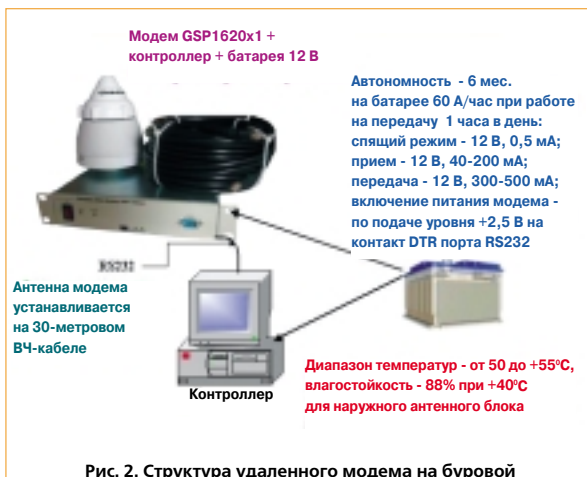 Модем GSP1620x1 +
контроллер + батарея 12 В
Автономность - 6 мес.
на батарее 60 А/час при работе
на передачу 1 часа в день:
спящий режим - 12 В, 0,5 мА;
прием - 12 В, 40-200 мА;
передача - 12 В, 300-500 мА;
включение питания модема -
по подаче уровня +2,5 В на
контакт DTR порта RS232
RS232
Антенна модема
устанавливается
на 30-метровом
ВЧ-кабеле
Контроллер
Диапазон температур - от 50 до +55°С,
влагостойкость - 88% при +40°С
для наружного антенного блока
Рис. 2. Структура удаленного модема на буровой